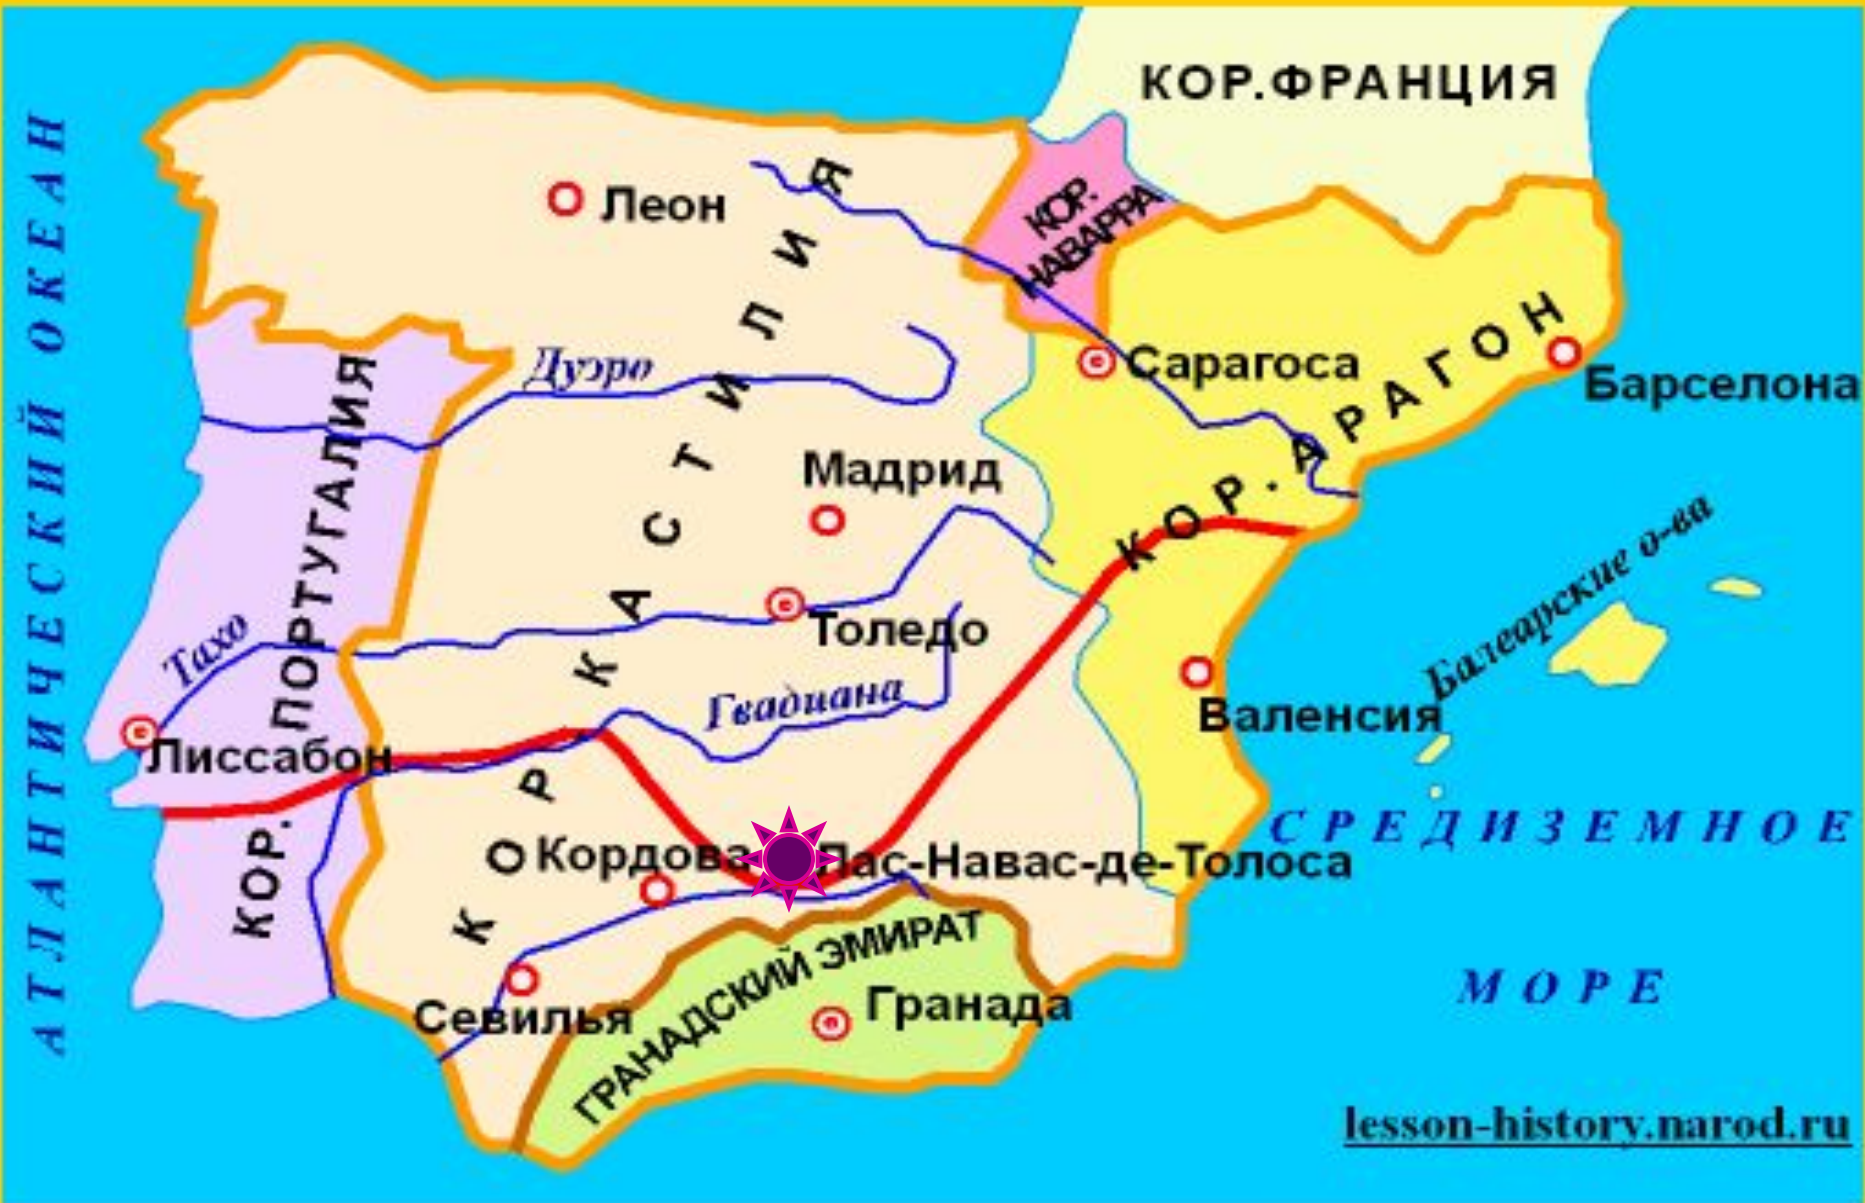 КОР.ФРАНЦИЯ
АТЛАНТИЧЕСКИЙ ОКЕАН
Леон
КОР.
НАВАРРА
КОР. КАСТИЛИЯ
КОР. ПОРТУГАЛИЯ
Дуэро
Сарагоса
КОР. АРАГОН
Барселона
Мадрид
Балеарские о-ва
Тахо
Толедо
Гвадиана
Валенсия
Лиссабон
СРЕДИЗЕМНОЕ
МОРЕ
Кордова
Лас-Навас-де-Толоса
ГРАНАДСКИЙ ЭМИРАТ
Севилья
Гранада
lesson-history.narod.ru